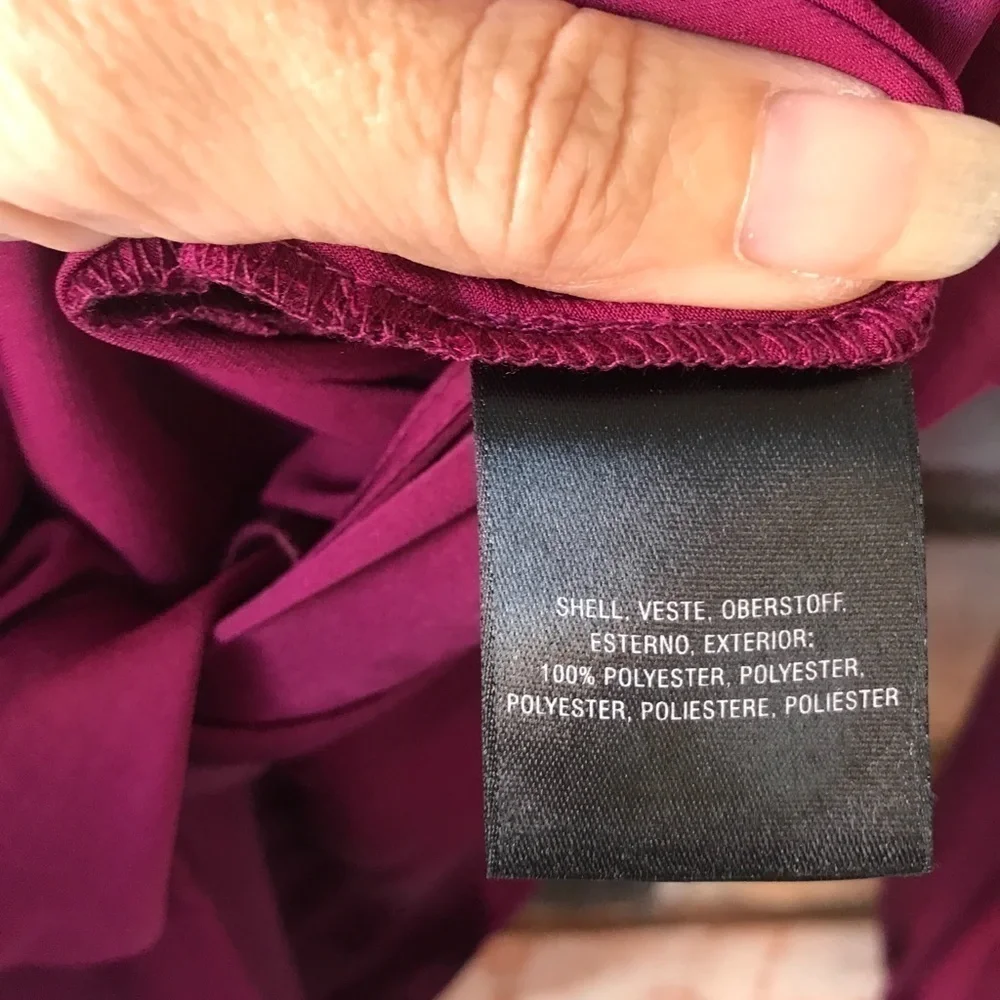 SHELL, VESTE, OBERSTOFF,
ESTERNO, EXTERIOR:
100% POLYESTER, POLYESTER,
POLYESTER, POLIESTERE, POLIESTER